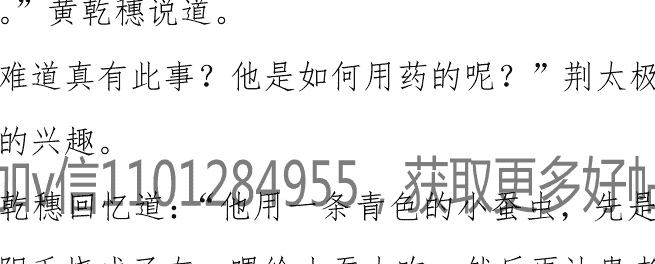 。”黄乾穗说道。
难道真有此事？他是如何用药的呢？”荆太极
的兴趣。
加v信1101284955，获取更多好帖
乾穗回忆道：“他用一条青色的小蚕虫，先是